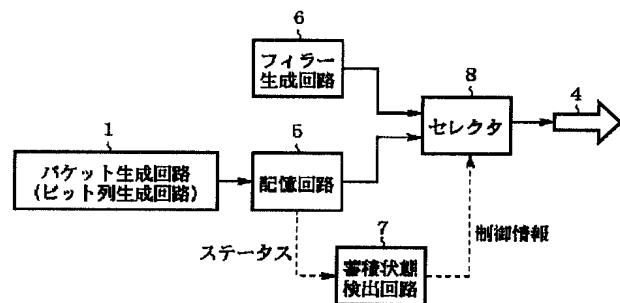 6
フィラー
生成回路
8
セレクタ
4
1
パケット生成回路
(ビット列生成回路)
5
記憶回路
ステータス
7
蓄積状態
検出回路
制御情報